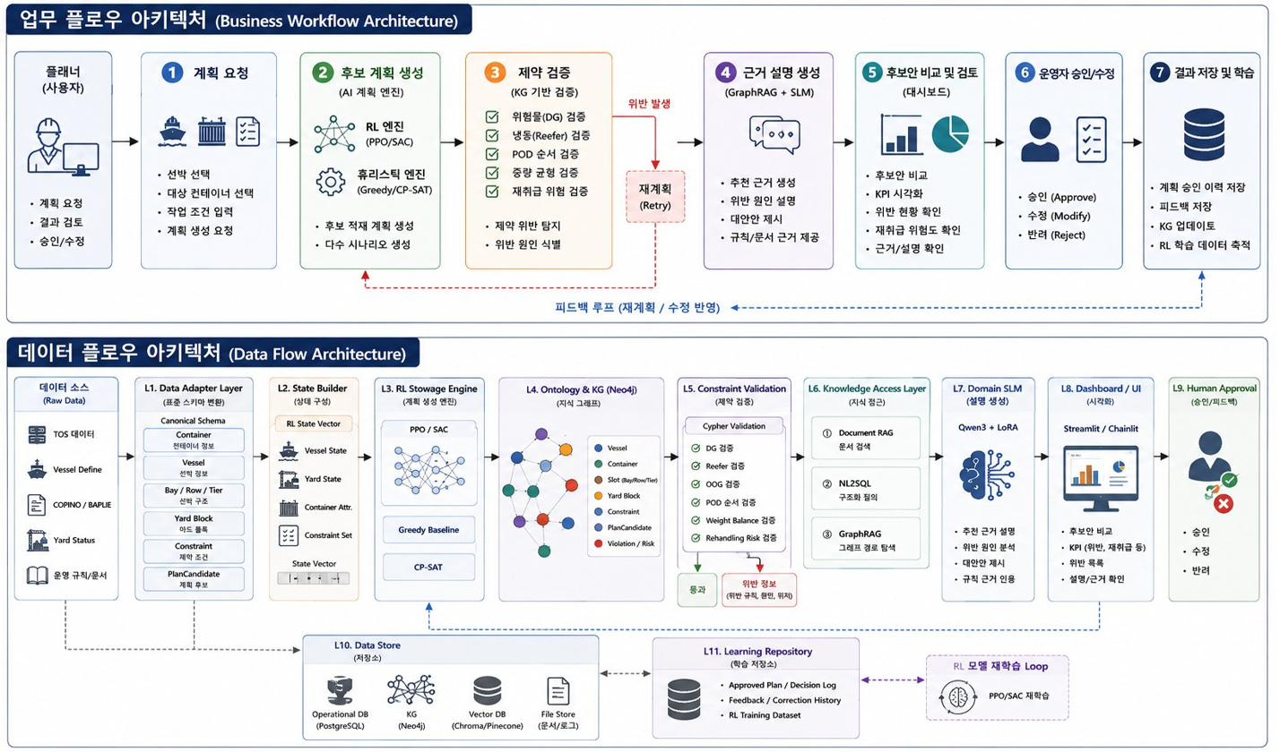 업무 플로우 아키텍처 (Business Workflow Architecture)
플래너
(사용자)
• 계획 요청
• 결과 검토
• 승인/수정
1 계획 요청
• 선박 선택
• 대상 컨테이너 선택
• 작업 조건 입력
• 계획 생성 요청
2 후보 계획 생성
(AI 계획 엔진)
RL 엔진
(PPO/SAC)
휴리스틱 엔진
(Greedy/CP-SAT)
• 후보 적재 계획 생성
• 다수 시나리오 생성
3 제약 검증
(KG 기반 검증)
위험물(DG) 검증
냉동(Reefer) 검증
POD 순서 검증
중량 균형 검증
재취급 위험 검증
• 제약 위반 탐지
• 위반 원인 식별
위반 발생
재계획
(Retry)
4 근거 설명 생성
(GraphRAG + SLM)
• 추천 근거 생성
• 위반 원인 설명
• 대안안 제시
• 규칙/문서 근거 제공
5 후보안 비교 및 검토
(대시보드)
• 후보안 비교
• KPI 시각화
• 위반 현황 확인
• 재취급 위험도 확인
• 근거/설명 확인
6 운영자 승인/수정
• 승인 (Approve)
• 수정 (Modify)
• 반려 (Reject)
7 결과 저장 및 학습
• 계획 승인 이력 저장
• 피드백 저장
• KG 업데이토
• RL 학습 데이터 축적
피드백 루프 (재계획 / 수정 반영)
데이터 플로우 아키텍처 (Data Flow Architecture)
데이터 소스
(Raw Data)
TOS 데이터
Vessel Define
COPINO / BAPLIE
Yard Status
운영 규칙/문서
L1. Data Adapter Layer
(표준 스키마 변환)
Canonical Schema
Container
컨테이너 정보
Vessel
선박 정보
Bay / Row / Tier
선박 구조
Yard Block
야드 블록
Constraint
제약 조건
PlanCandidate
계획 후보
L2. State Builder
(상태 구성)
RL State Vector
Vessel State
Yard State
Container Attr.
Constraint Set
State Vector
L3. RL Stowage Engine
(계획 생성 엔진)
PPO / SAC
Greedy Baseline
CP-SAT
L4. Ontology & KG (Neo4j)
(지식 그래프)
Vessel
Container
Slot (Bay/Row/Tier)
Yard Block
Constraint
PlanCandidate
Violation / Risk
L5. Constraint Validation
(제약 검증)
Cypher Validation
DG 검증
Reefer 검증
OOG 검증
POD 순서 검증
Weight Balance 검증
Rehandling Risk 검증
통과
위반 정보
(위반 규칙, 원인, 위치)
L6. Knowledge Access Layer
(지식 접근)
① Document RAG
문서 검색
② NL2SQL
구조화 질의
③ GraphRAG
그래프 경로 탐색
L7. Domain SLM
(설명 생성)
Qwen3 + LoRA
• 추천 근거 설명
• 위반 원인 분석
• 대안안 제시
• 규칙 근거 인용
L8. Dashboard / UI
(시각화)
Streamlit / Chainlit
• 후보안 비교
• KPI (위반, 재취급 등)
• 위반 목록
• 설명/근거 확인
L9. Human Approval
(승인/피드백)
• 승인
• 수정
• 반려
L10. Data Store
(저장소)
Operational DB
(PostgreSQL)
KG
(Neo4j)
Vector DB
(Chroma/Pinecone)
File Store
(문서/로그)
L11. Learning Repository
(학습 저장소)
• Approved Plan / Decision Log
• Feedback / Correction History
• RL Training Dataset
RL 모델 재학습 Loop
PPO/SAC 재학습